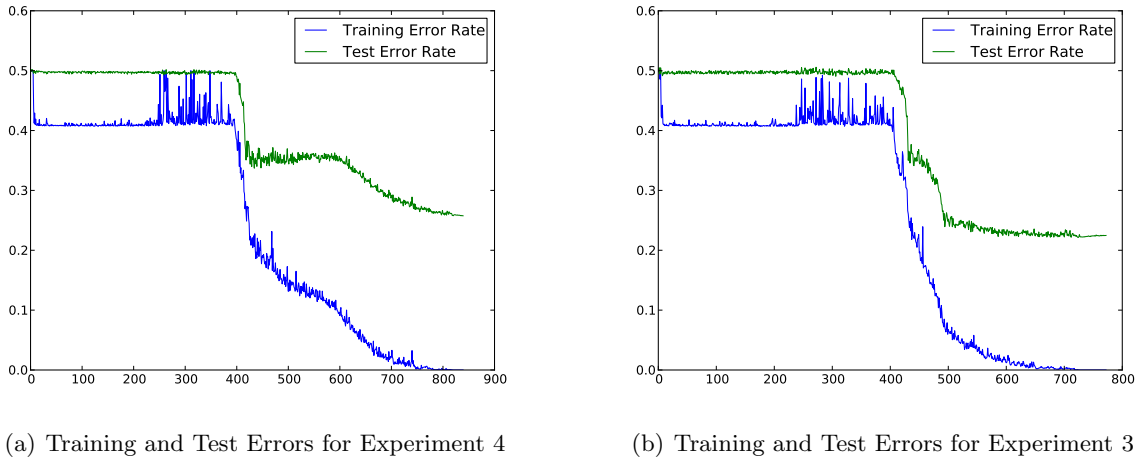 0.6
0.5
0.4
0.3
0.2
0.1
0.0
0 100 200 300 400 500 600 700 800 900
Training Error Rate
Test Error Rate
(a) Training and Test Errors for Experiment 4
0.6
0.5
0.4
0.3
0.2
0.1
0.0
0 100 200 300 400 500 600 700 800
Training Error Rate
Test Error Rate
(b) Training and Test Errors for Experiment 3